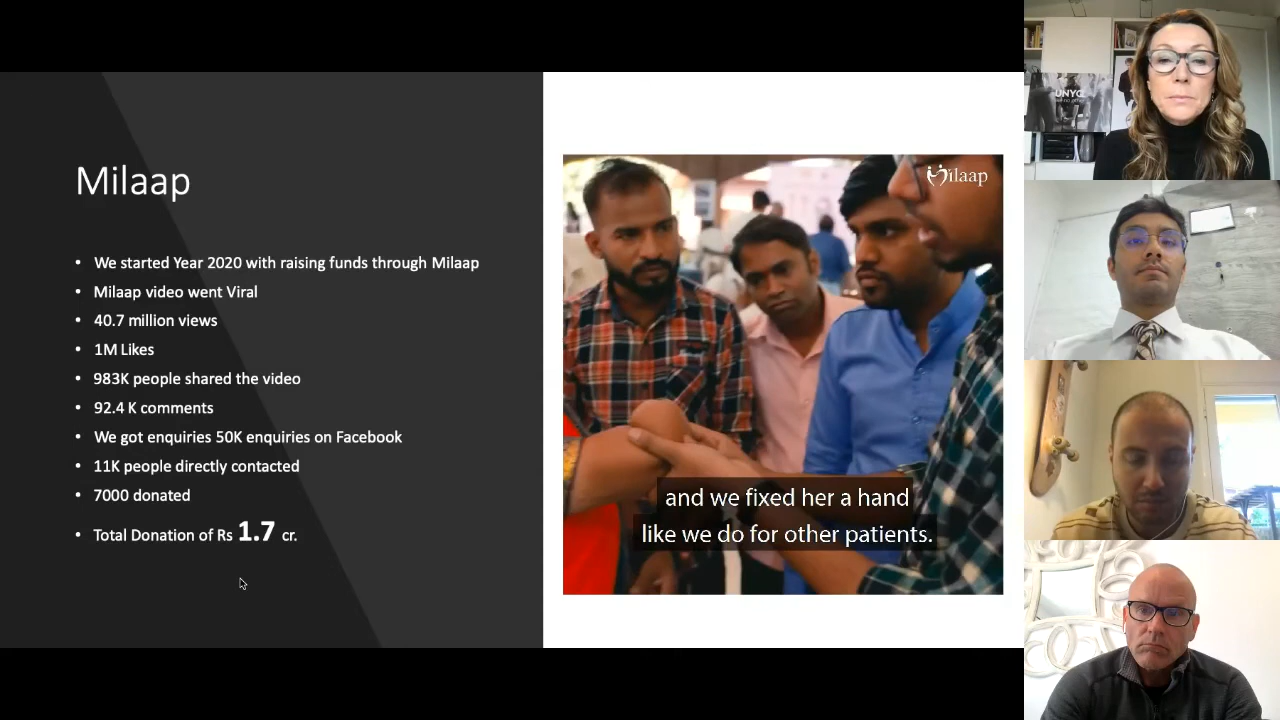 Milaap
• We started Year 2020 with raising funds through Milaap
• Milaap video went Viral
• 40.7 million views
• 1M Likes
• 983K people shared the video
• 92.4 K comments
• We got enquiries 50K enquiries on Facebook
• 11K people directly contacted
• 7000 donated
• Total Donation of Rs 1.7 cr.
Milaap
and we fixed her a hand
like we do for other patients.
UNYQ